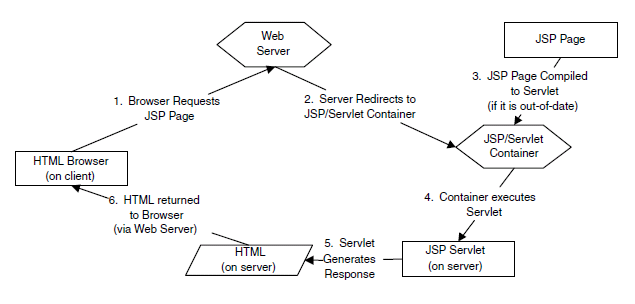 Web
Server
JSP Page
3. JSP Page Compiled
to Servlet
(if it is out-of-date)
1. Browser Requests
JSP Page
2. Server Redirects to
JSP/Servlet Container
JSP/Servlet
Container
HTML Browser
(on client)
4. Container executes
Servlet
6. HTML returned
to Browser
(via Web Server)
5. Servlet
Generates
Response
HTML
(on server)
JSP Servlet
(on server)